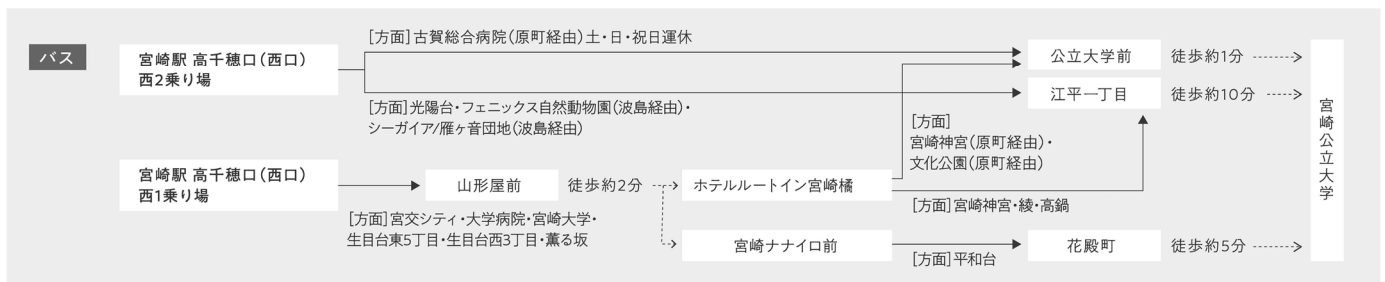 バス
宮崎駅 高千穂口（西口）
西2乗り場
[方面]古賀総合病院（原町経由）土・日・祝日運休
[方面]光陽台・フェニックス自然動物園（波島経由）・
シーガイア/雁ヶ音団地（波島経由）
公立大学前
徒歩約1分
江平一丁目
徒歩約10分
宮崎駅 高千穂口（西口）
西1乗り場
山形屋前
徒歩約2分
[方面]宮交シティ・大学病院・宮崎大学・
生目台東5丁目・生目台西3丁目・薫る坂
ホテルルートイン宮崎橘
[方面]
宮崎神宮（原町経由）・
文化公園（原町経由）
[方面]宮崎神宮・綾・高鍋
宮崎ナナイロ前
[方面]平和台
花殿町
徒歩約5分
宮崎公立大学